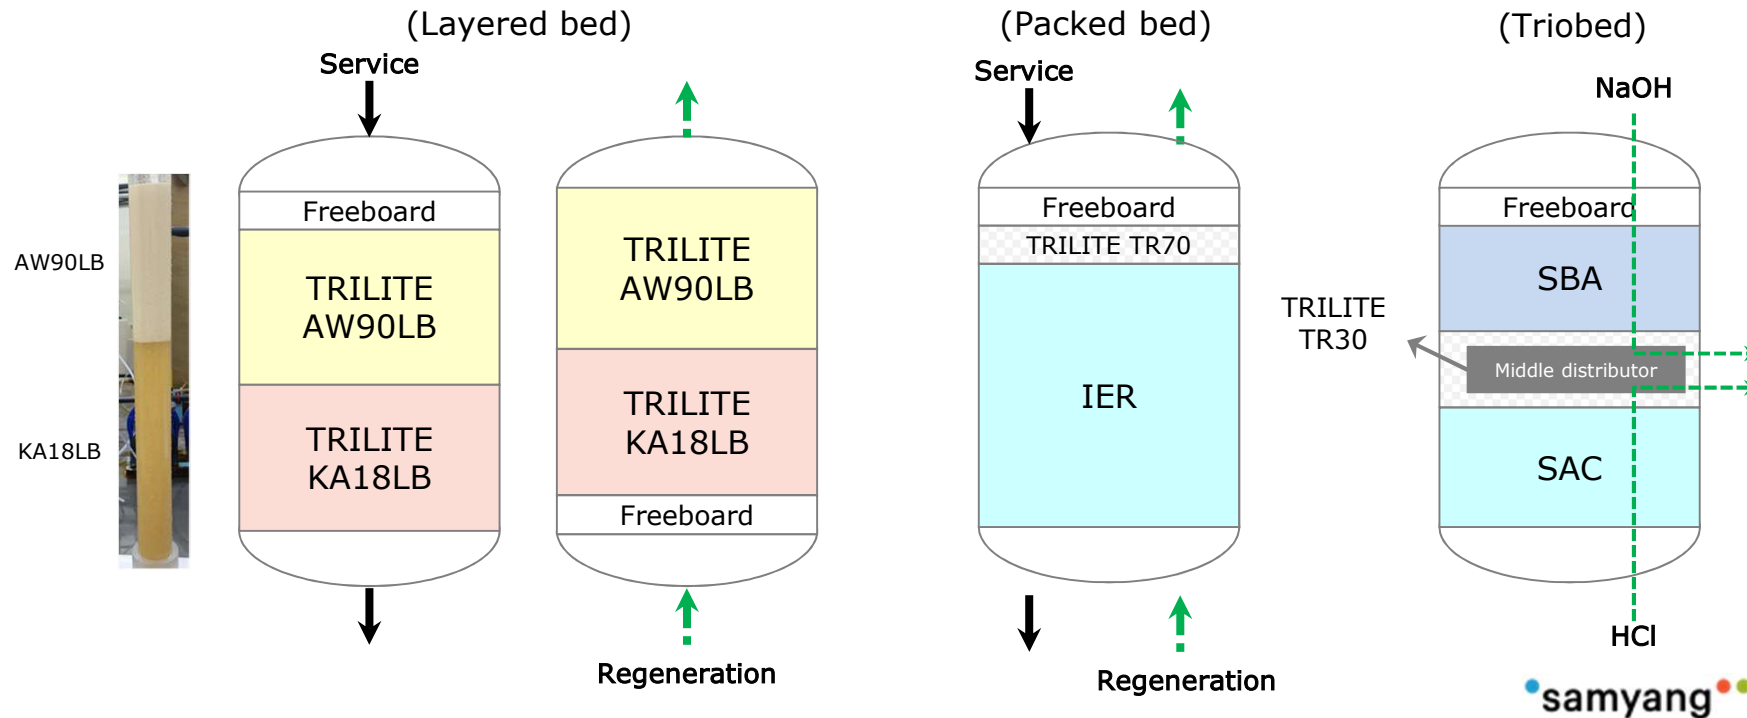 (Layered bed)
(Packed bed)
(Triobed)
Service
Service
NaOH
AW90LB
KA18LB
Freeboard
TRILITE
AW90LB
TRILITE
KA18LB
TRILITE
AW90LB
TRILITE
KA18LB
Freeboard
Regeneration
Freeboard
TRILITE TR70
IER
Regeneration
Freeboard
SBA
TRILITE
TR30
Middle distributor
SAC
HCl
samyang